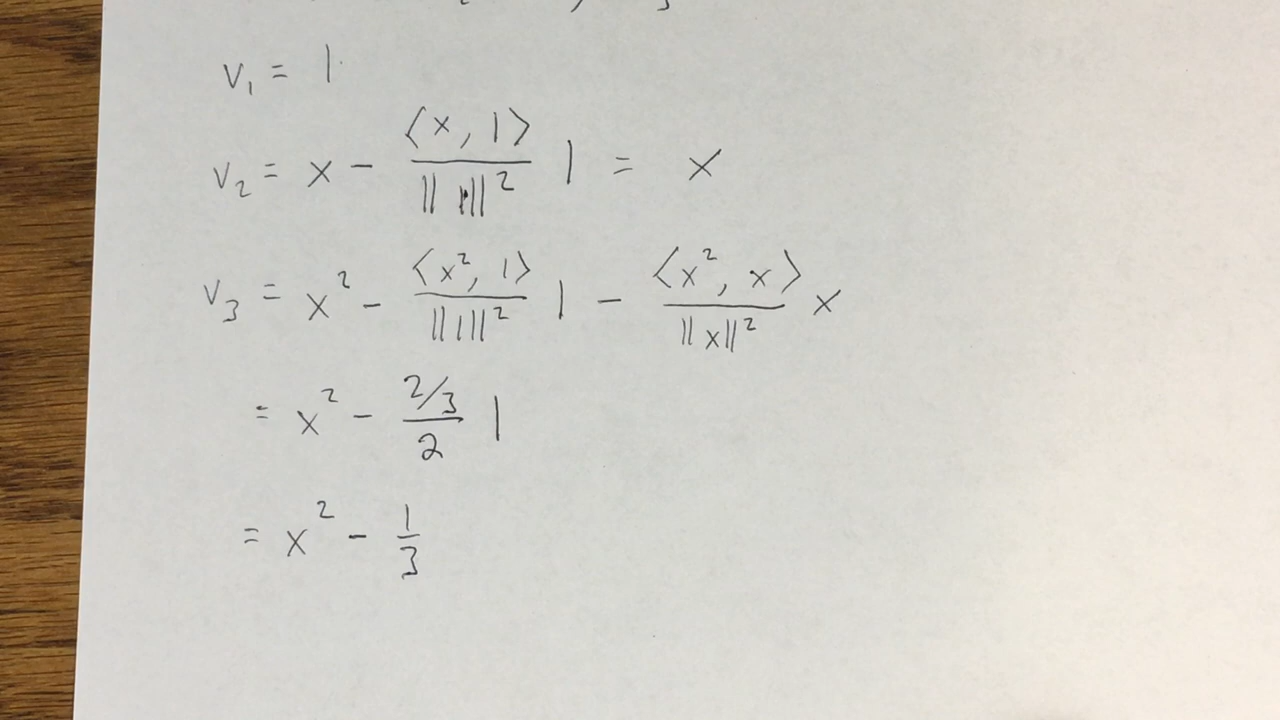 v₁ = 1
v₂ = x - ⟨x, 1⟩/‖1‖² 1 = x
v₃ = x² - ⟨x², 1⟩/‖1‖² 1 - ⟨x², x⟩/‖x‖² x
= x² - (2/3)/2 1
= x² - 1/3